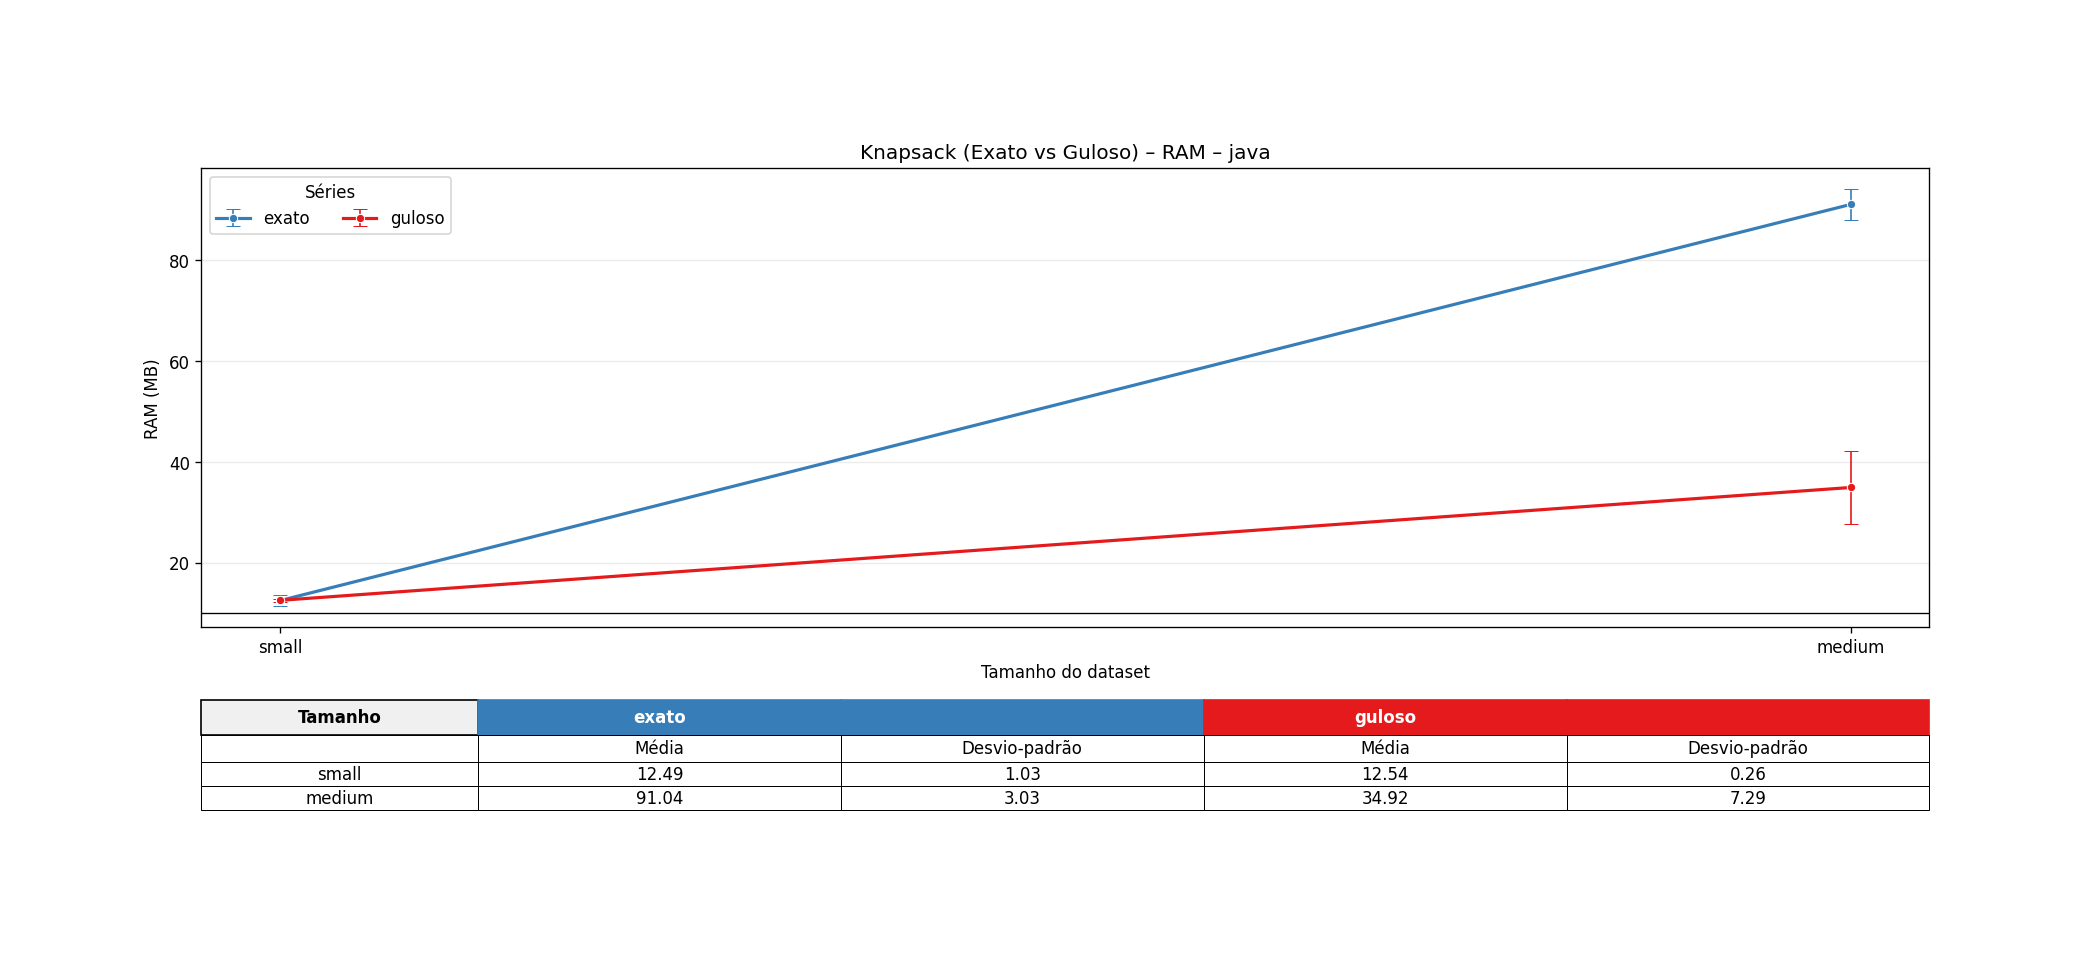 Knapsack (Exato vs Guloso) – RAM – java
Séries
exato guloso
RAM (MB)
80
60
40
20
small medium
Tamanho do dataset
Tamanho exato guloso
Média Desvio-padrão Média Desvio-padrão
small 12.49 1.03 12.54 0.26
medium 91.04 3.03 34.92 7.29